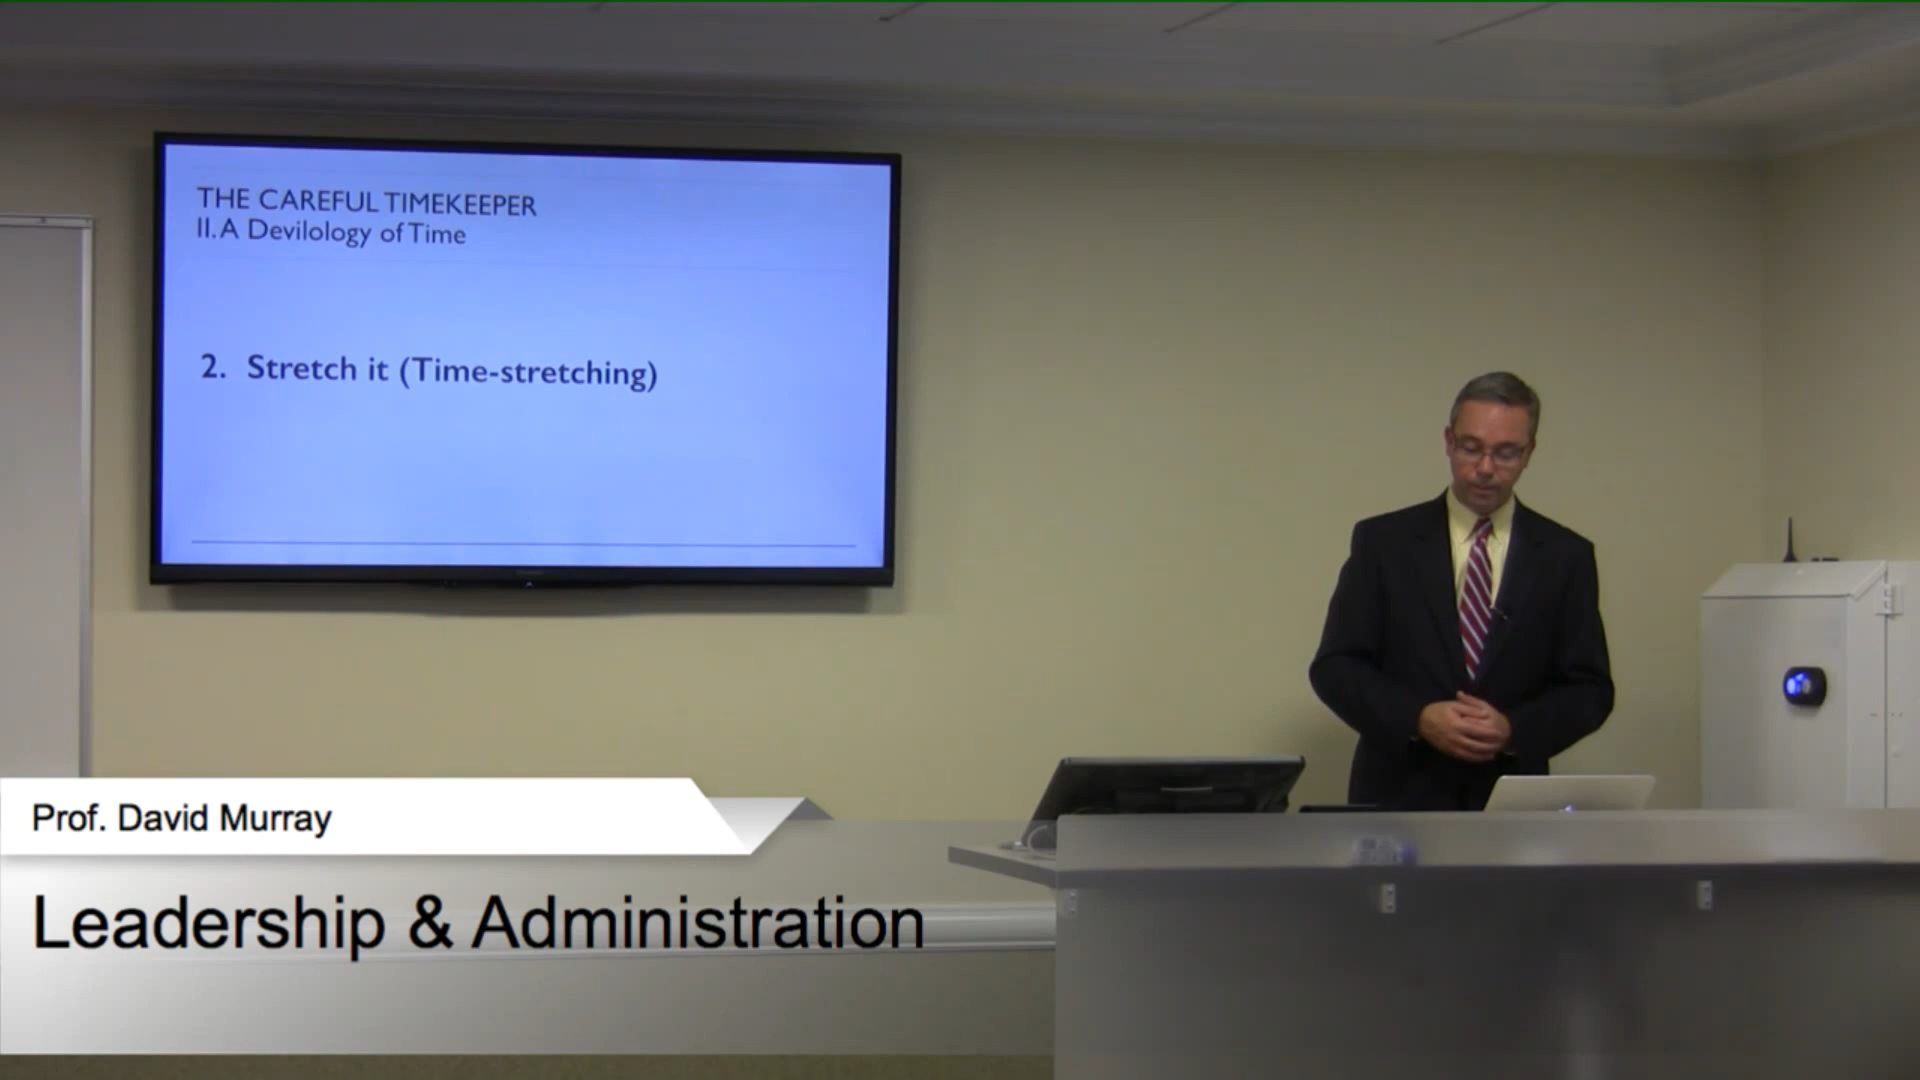 THE CAREFUL TIMEKEEPER
II. A Devilology of Time
2. Stretch it (Time-stretching)
Prof. David Murray
Leadership & Administration